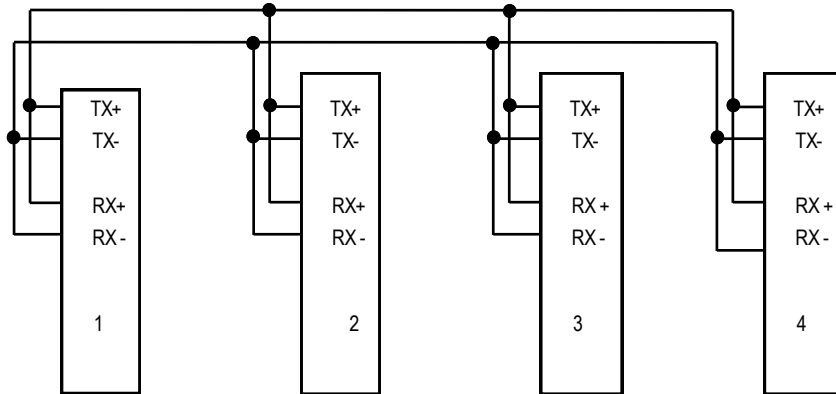 TX+
TX-
RX+
RX -
1
TX+
TX-
RX+
RX -
2
TX+
TX-
RX +
RX -
3
TX+
TX-
RX +
RX -
4